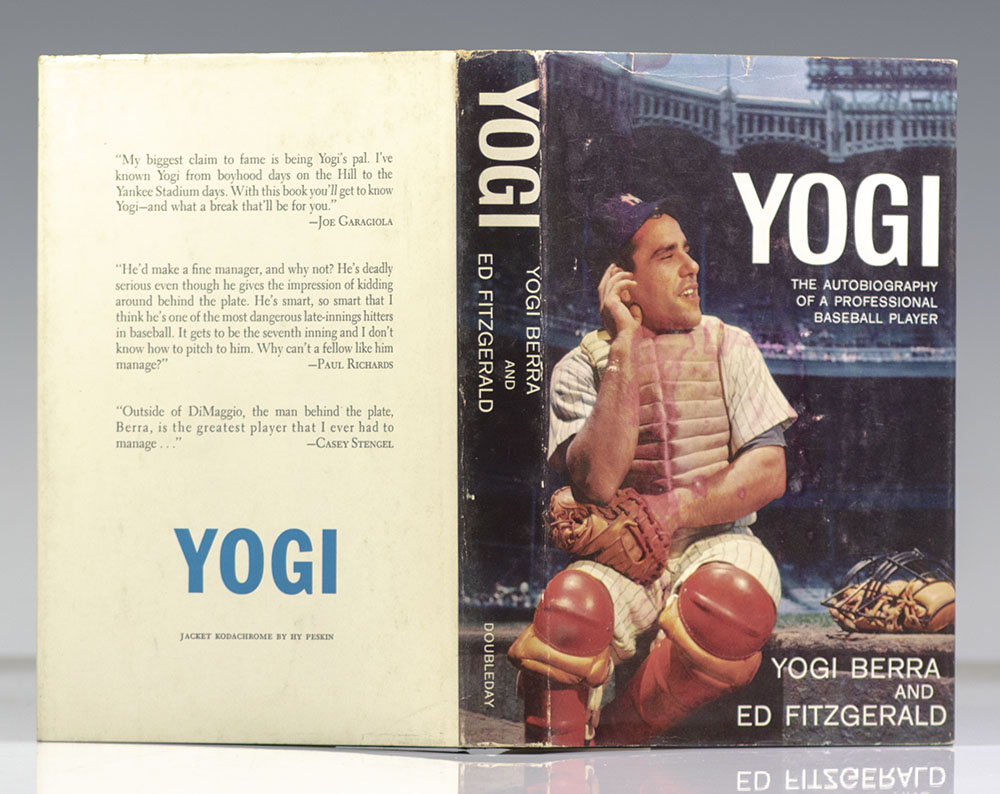 “My biggest claim to fame is being Yogi's pal. I've
known Yogi from boyhood days on the Hill to the
Yankee Stadium days. With this book you'll get to know
Yogi—and what a break that'll be for you.”
—JOE GARAGIOLA
“He'd make a fine manager, and why not? He's deadly
serious even though he gives the impression of kidding
around behind the plate. He's smart, so smart that I
think he's one of the most dangerous late-innings hitters
in baseball. It gets to be the seventh inning and I don't
know how to pitch to him. Why can't a fellow like him
manage?”
—PAUL RICHARDS
“Outside of DiMaggio, the man behind the plate,
Berra, is the greatest player that I ever had to
manage . . .”
—CASEY STENGEL
YOGI
JACKET KODACHROME BY HY PESKIN
YOGI
YOGI BERRA
AND
ED FITZGERALD
DOUBLEDAY
YOGI
THE AUTOBIOGRAPHY
OF A PROFESSIONAL
BASEBALL PLAYER
YOGI BERRA
AND
ED FITZGERALD
ED FITZGERALD